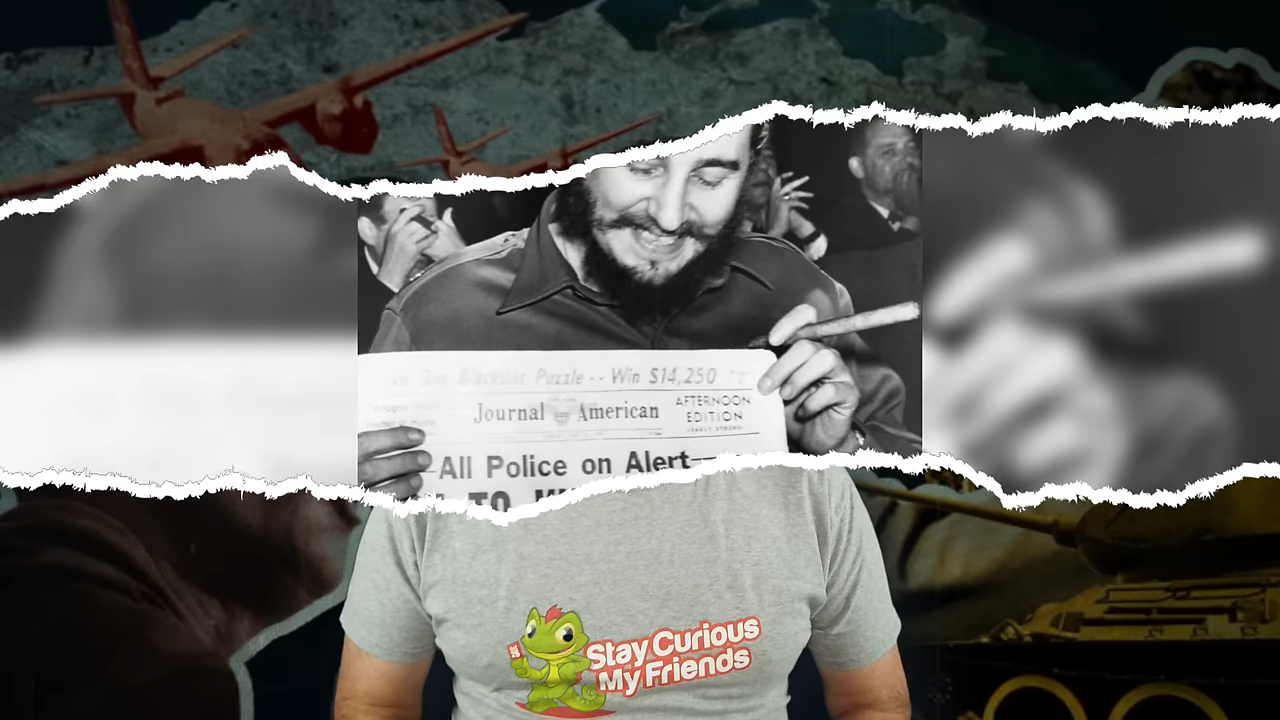 One Blackout Puzzle -- Win $14,250
Journal American
AFTERNOON
EDITION
All Police on Alert--
Stay Curious
My Friends